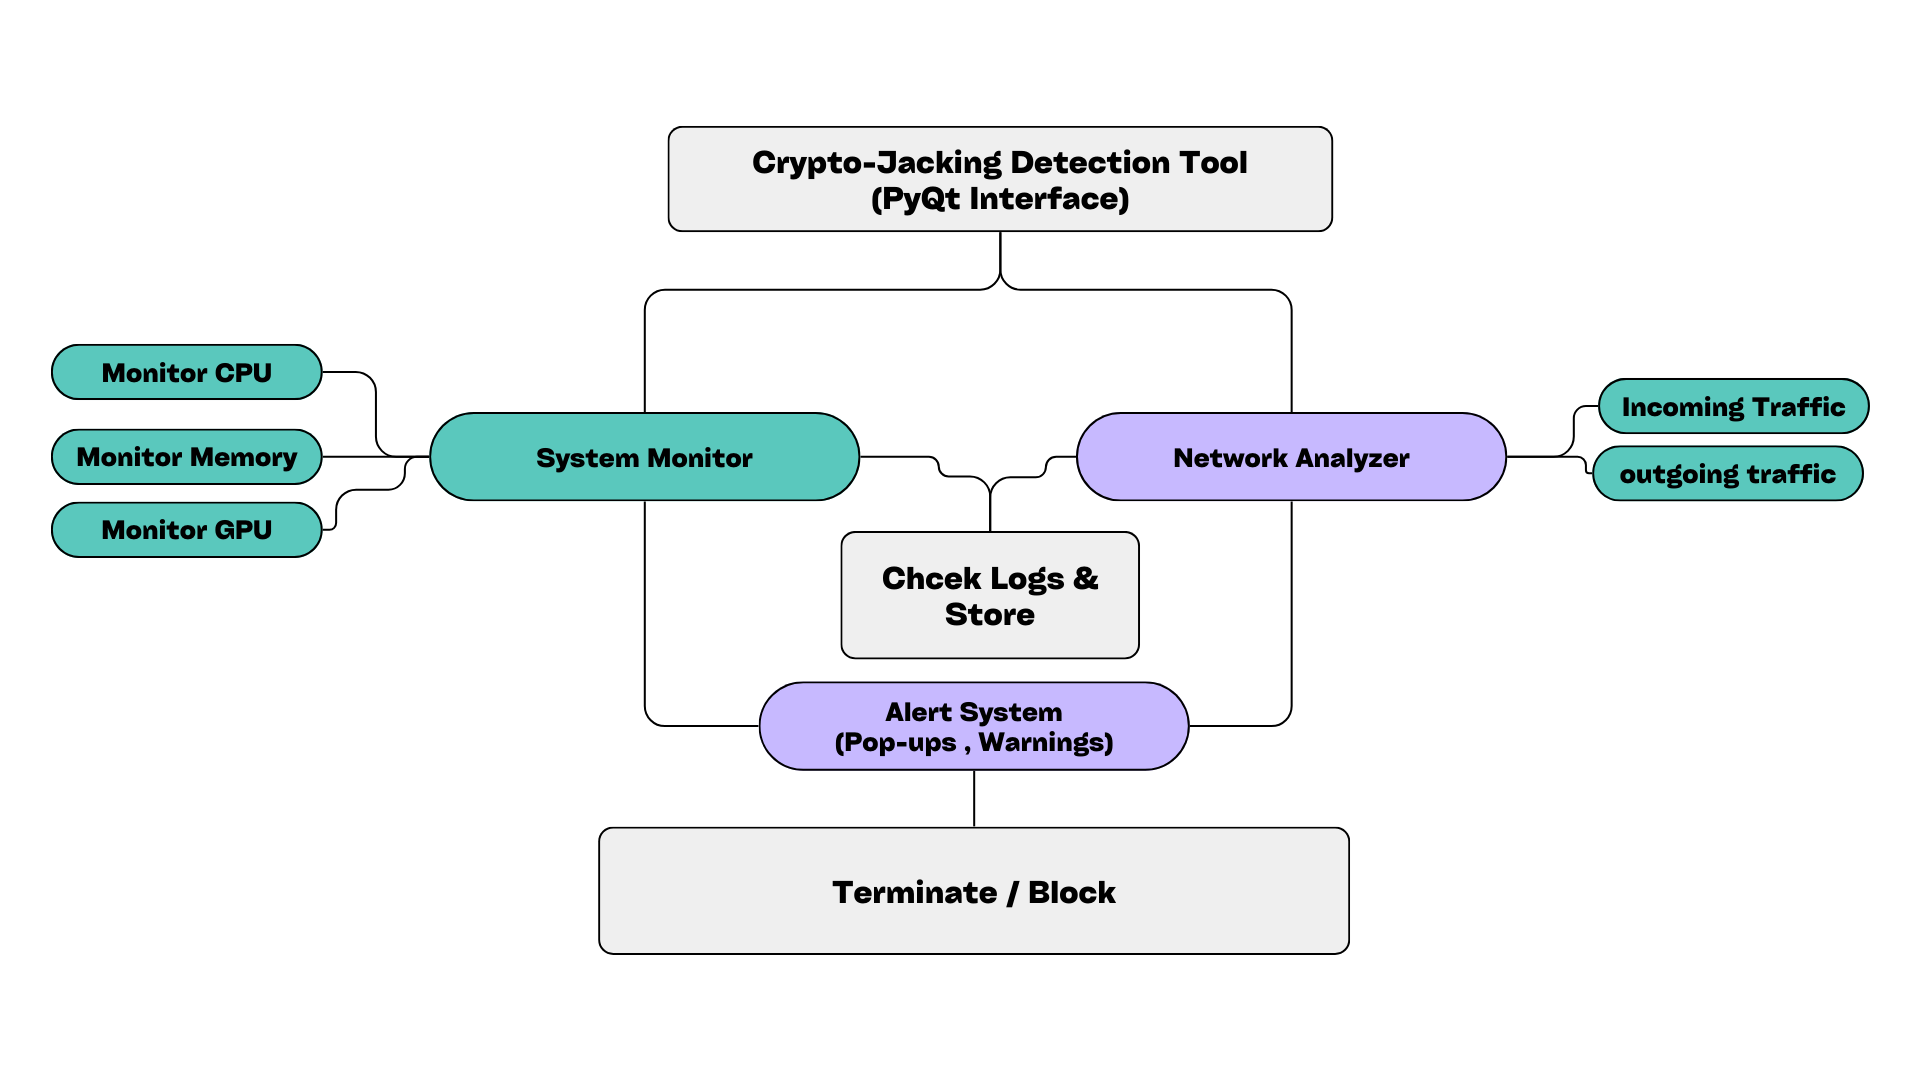 Crypto-Jacking Detection Tool
(PyQt Interface)
Monitor CPU
Monitor Memory
Monitor GPU
System Monitor
Network Analyzer
Incoming Traffic
outgoing traffic
Chcek Logs &
Store
Alert System
(Pop-ups , Warnings)
Terminate / Block